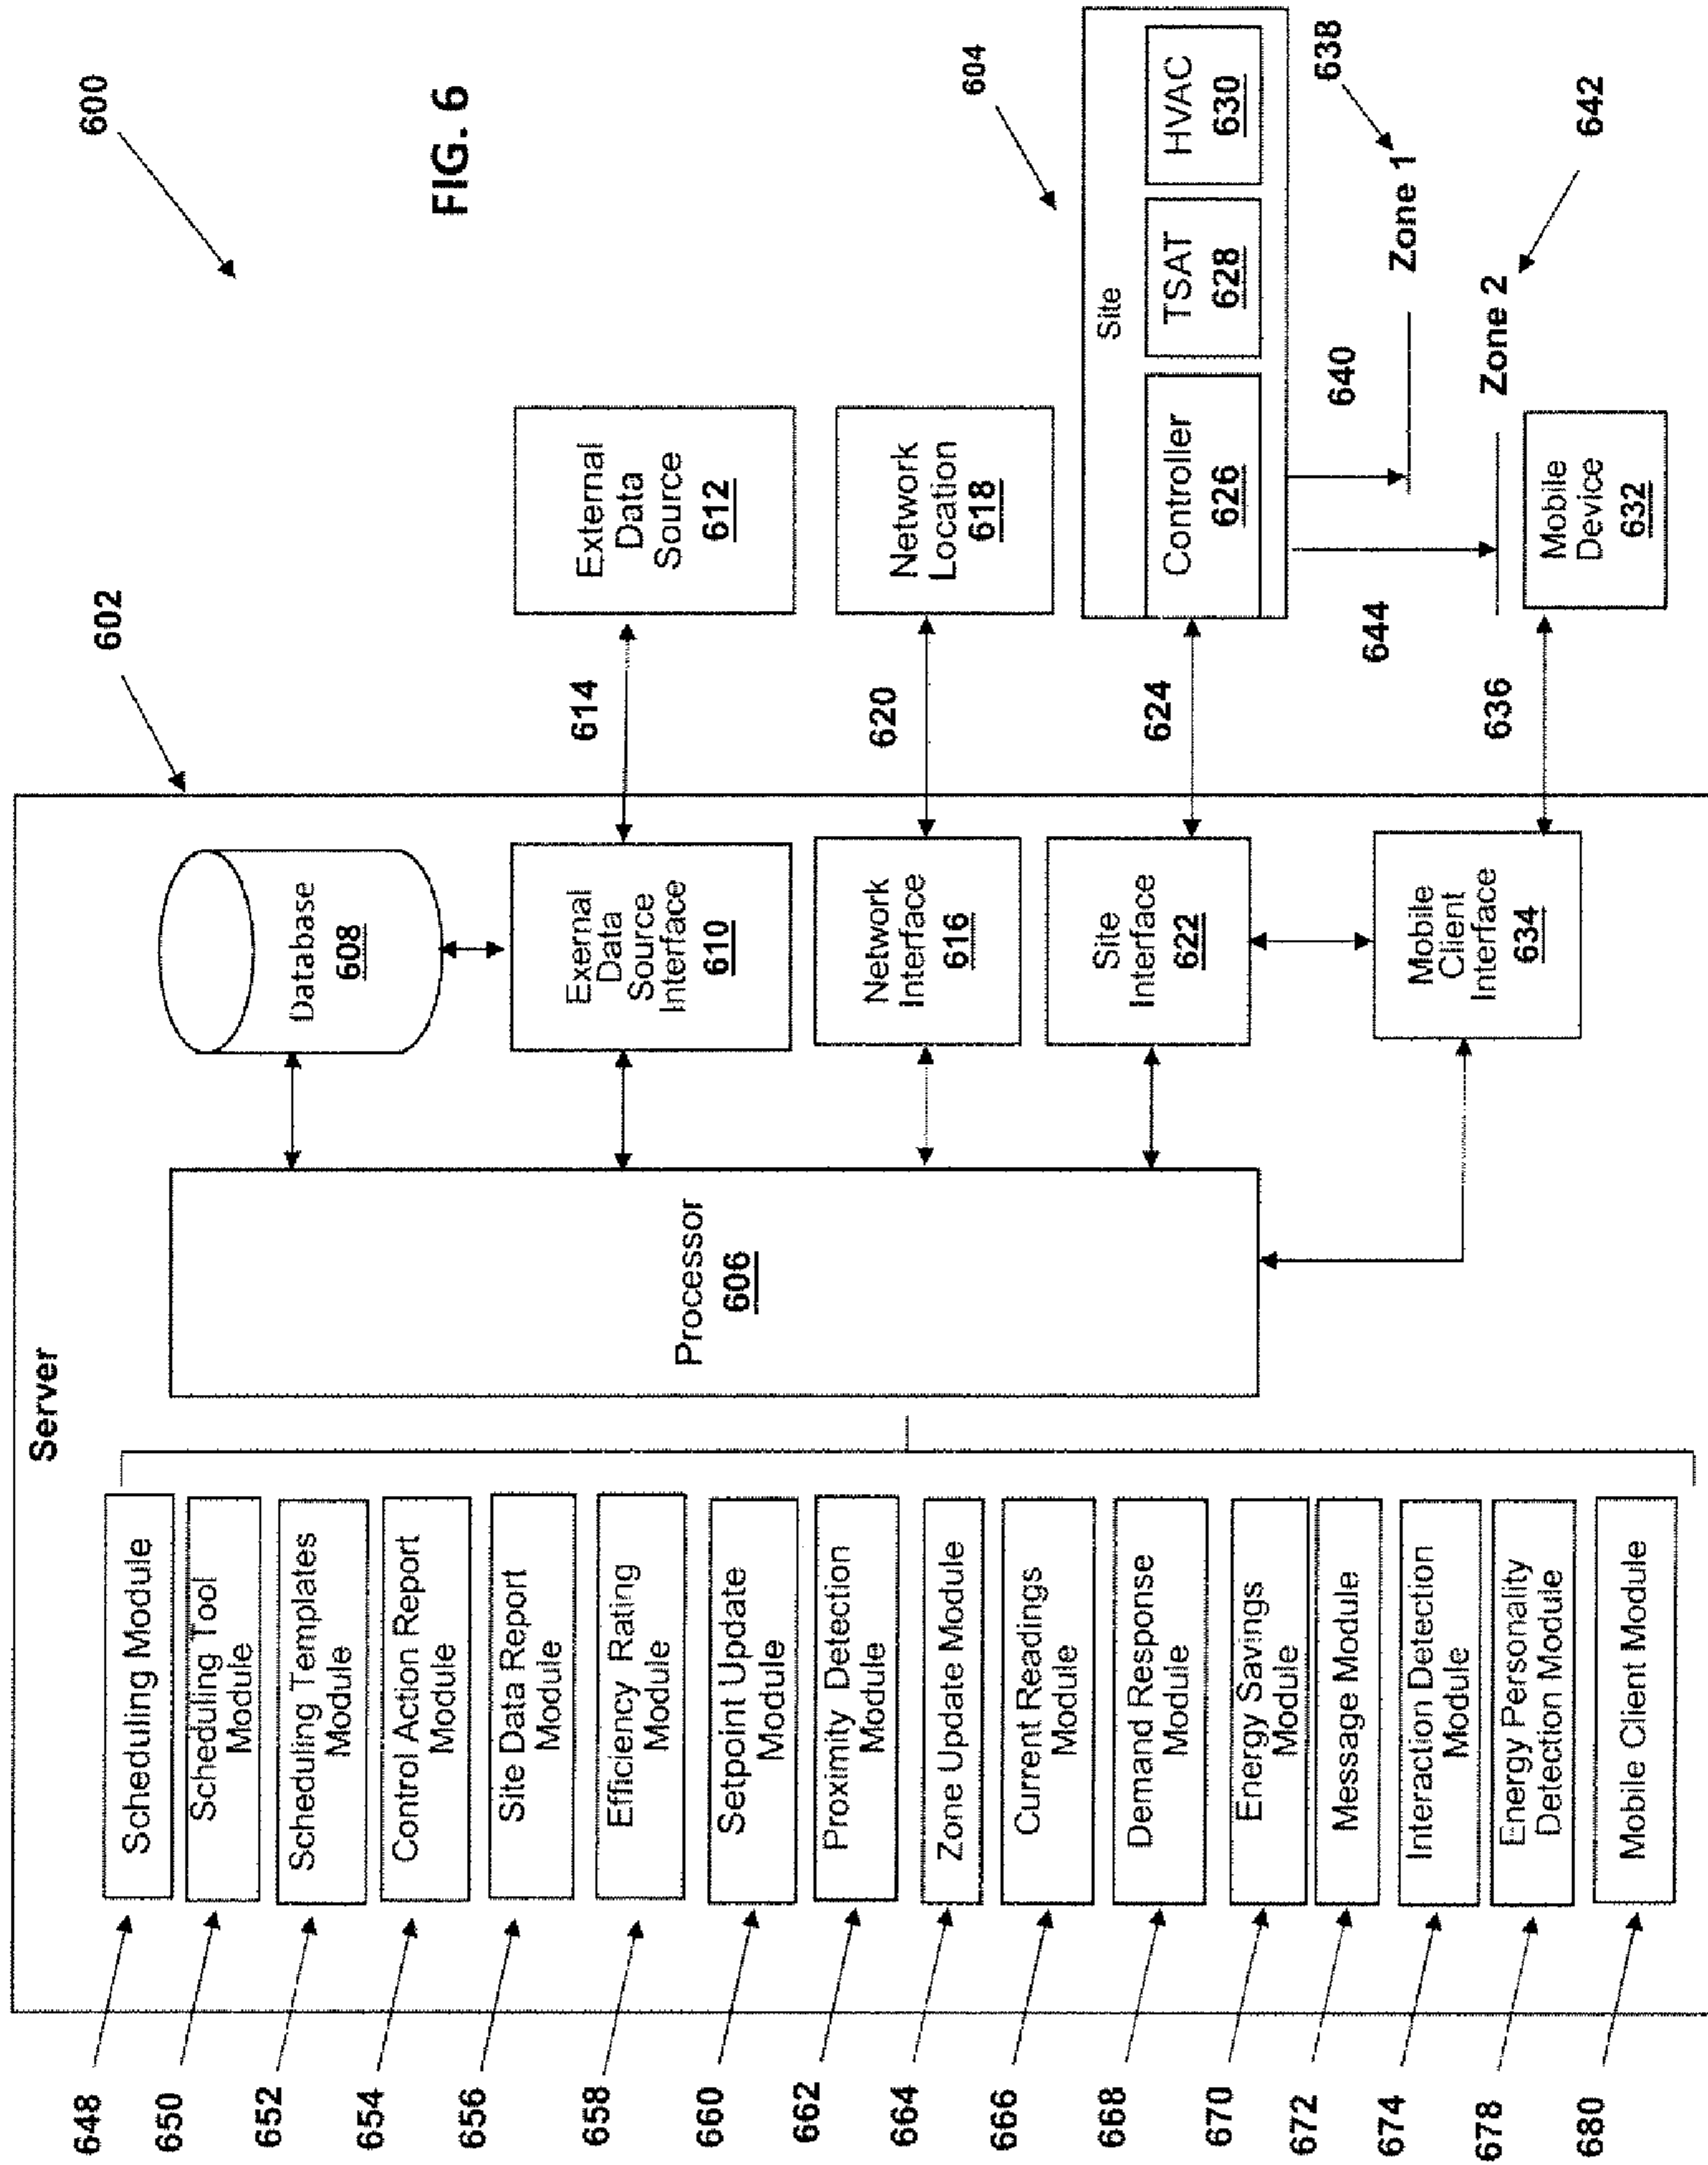 600
FIG. 6
602
Server
648
Scheduling Module
650
Scheduling Tool
Module
652
Scheduling Templates
Module
654
Control Action Report
Module
656
Site Data Report
Module
658
Efficiency Rating
Module
660
Setpoint Update
Module
662
Proximity Detection
Module
664
Zone Update Module
666
Current Readings
Module
668
Demand Response
Module
670
Energy Savings
Module
672
Message Module
674
Interaction Detection
Module
678
Energy Personality
Detection Module
680
Mobile Client Module
Processor
606
Database
608
Exernal
Data
Source
Interface
610
Network
Interface
616
Site
Interface
622
Mobile
Client
Interface
634
614
620
624
636
External
Data
Source
612
Network
Location
618
604
Site
Controller
626
TSAT
628
HVAC
630
640
Zone 1
638
644
Zone 2
642
Mobile
Device
632